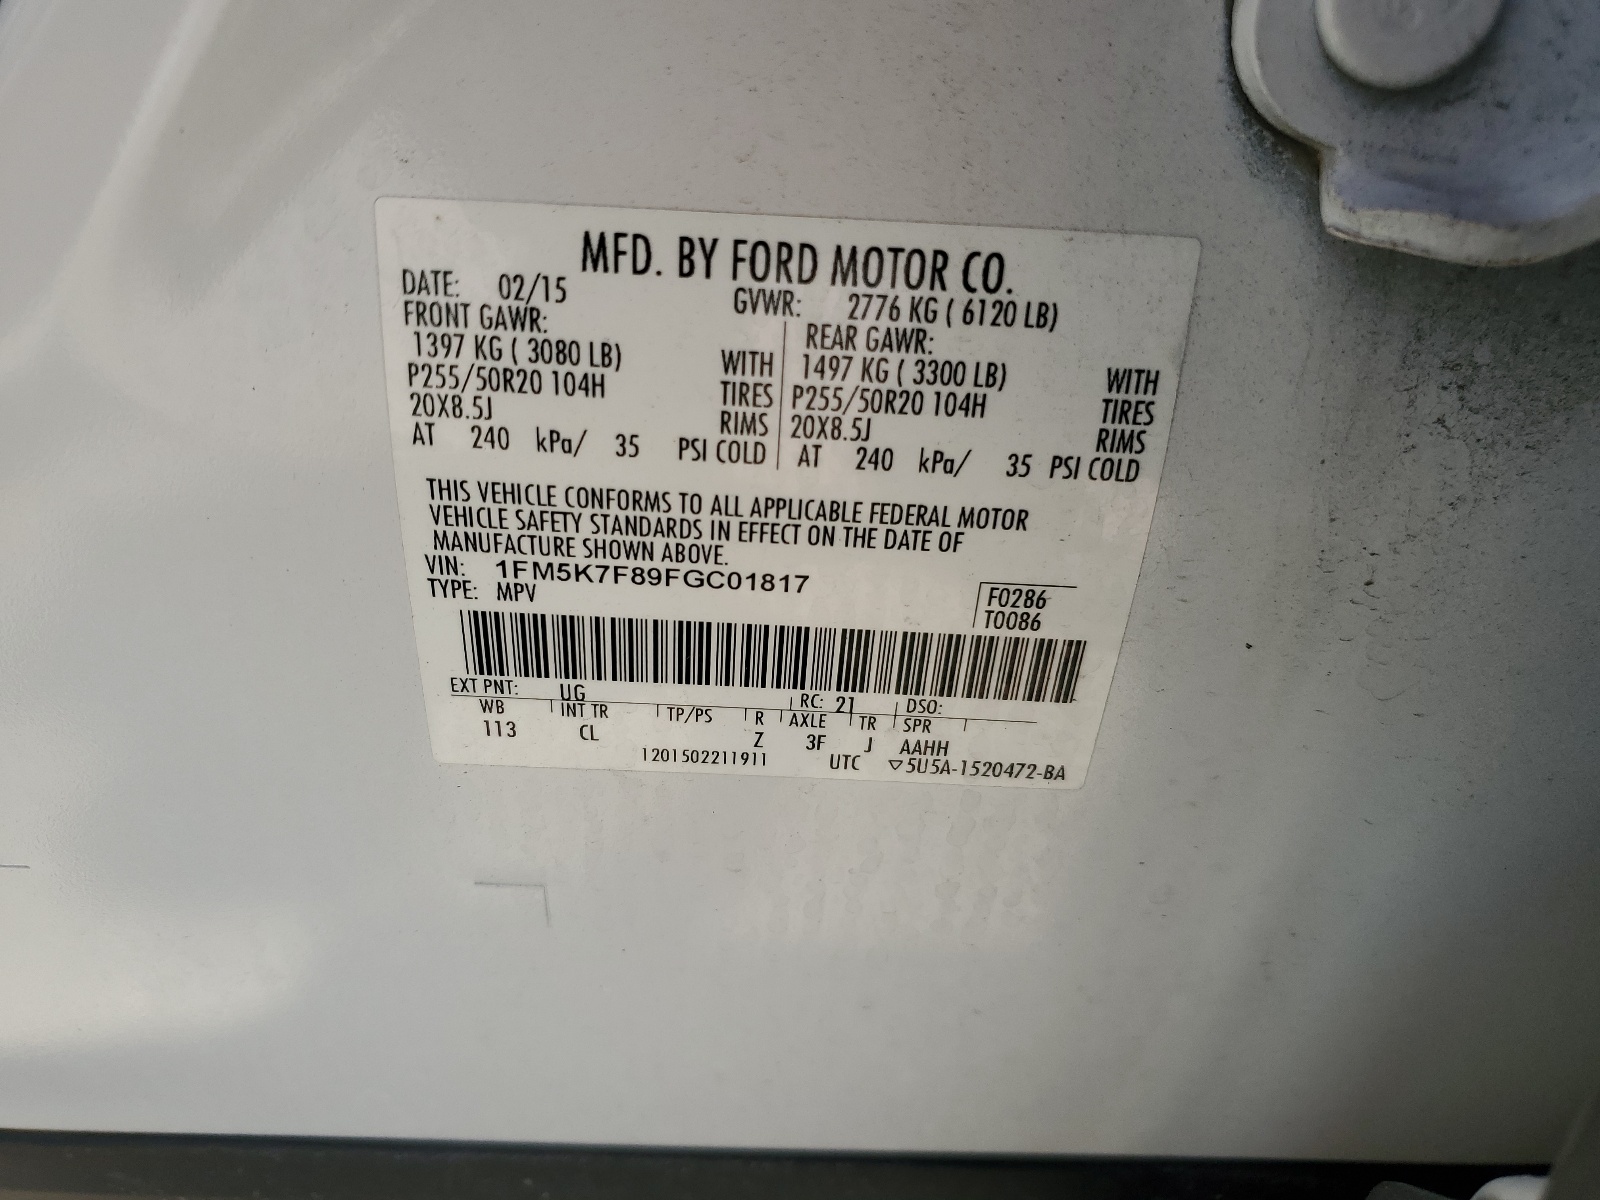 MFD. BY FORD MOTOR CO.
DATE: 02/15 GVWR: 2776 KG ( 6120 LB)
FRONT GAWR: REAR GAWR:
1397 KG ( 3080 LB) WITH 1497 KG ( 3300 LB) WITH
P255/50R20 104H TIRES P255/50R20 104H TIRES
20X8.5J RIMS 20X8.5J RIMS
AT 240 kPa/ 35 PSI COLD AT 240 kPa/ 35 PSI COLD
THIS VEHICLE CONFORMS TO ALL APPLICABLE FEDERAL MOTOR
VEHICLE SAFETY STANDARDS IN EFFECT ON THE DATE OF
MANUFACTURE SHOWN ABOVE.
VIN: 1FM5K7F89FGC01817
TYPE: MPV F0286
T0086
EXT PNT: UG RC: 21 DSO:
WB INT TR TP/PS R AXLE TR SPR
113 CL Z 3F J AAHH
1201502211911 UTC ▽5U5A-1520472-BA